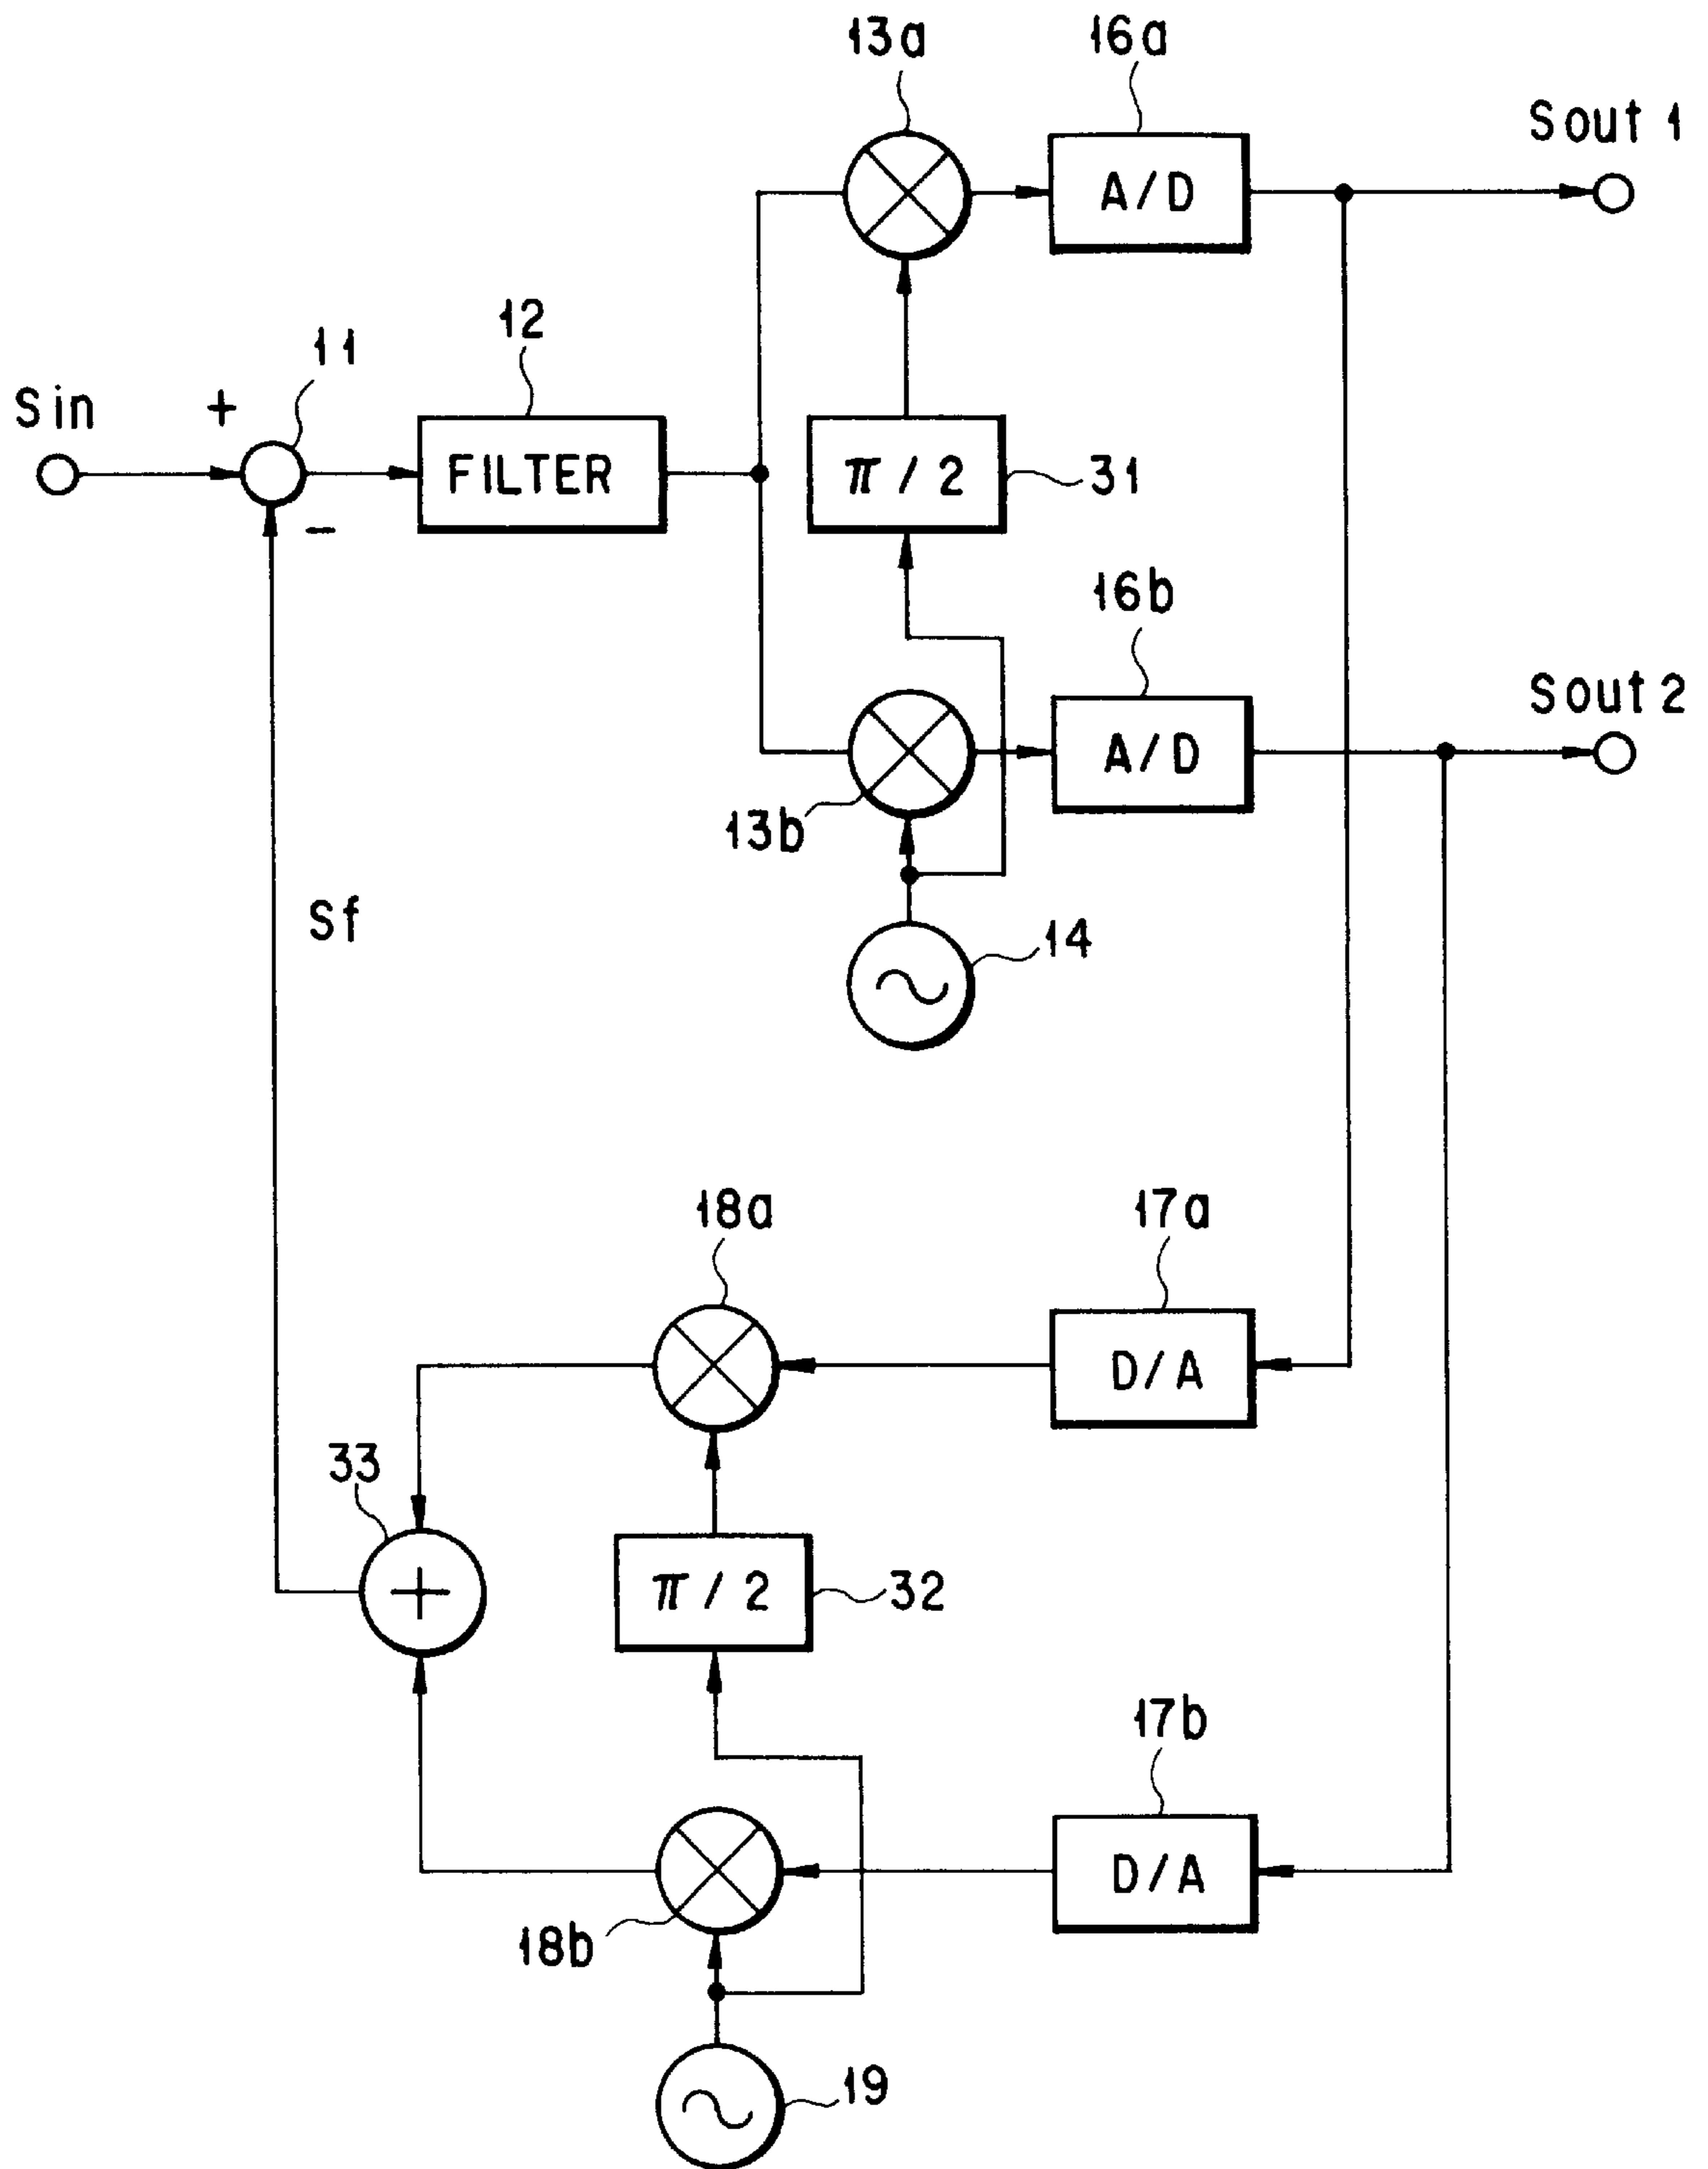 13a
16a
Sout 1
A/D
12
11
Sin
+
FILTER
π/2
31
-
16b
Sout 2
A/D
13b
Sf
14
18a
17a
D/A
33
+
π/2
32
17b
D/A
18b
19